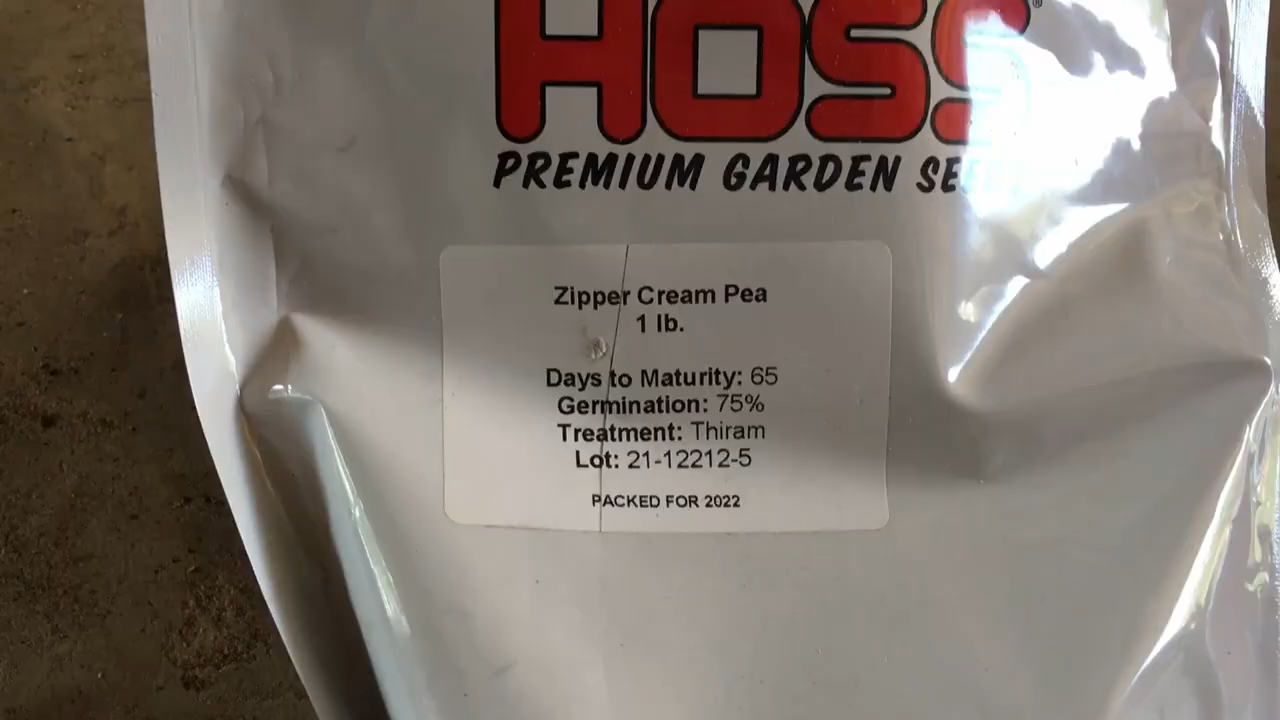 HOSS®
PREMIUM GARDEN
Zipper Cream Pea
1 lb.
Days to Maturity: 65
Germination: 75%
Treatment: Thiram
Lot: 21-12212-5
PACKED FOR 2022